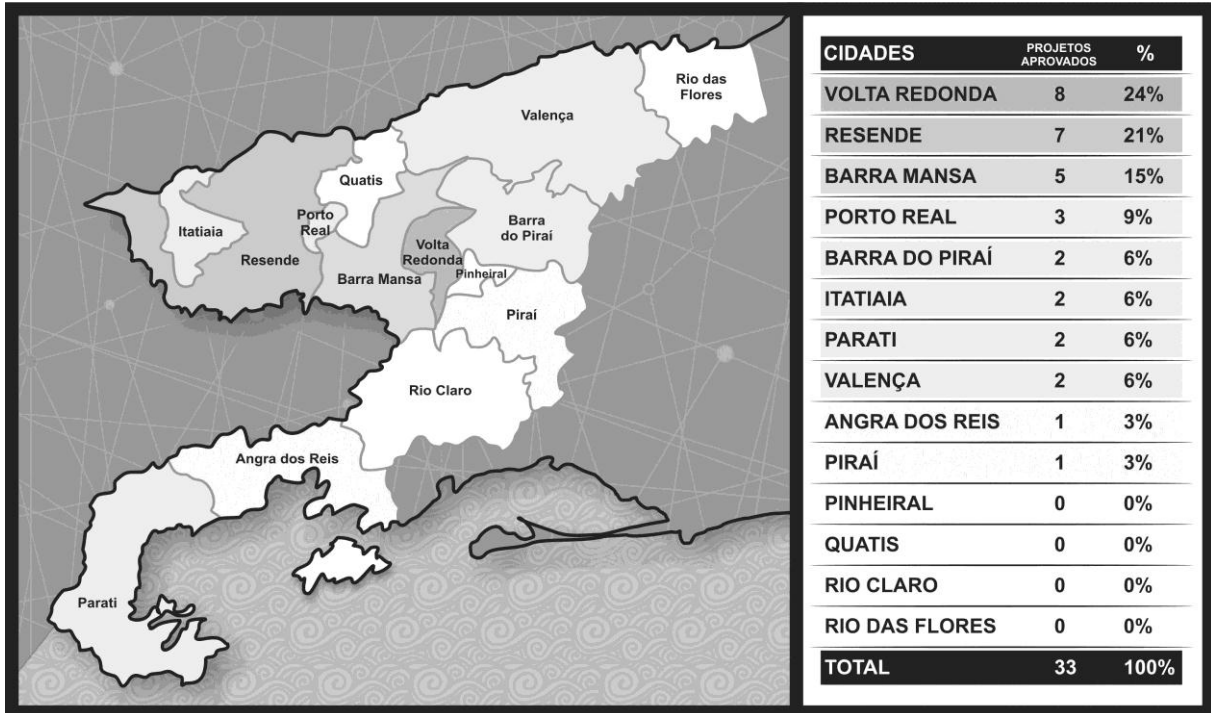 Rio das
Flores
Valença
Quatis
Porto
Real
Itatiaia
Resende
Barra Mansa
Volta
Redonda
Barra
do Piraí
Pinheiral
Piraí
Rio Claro
Angra dos Reis
Parati
CIDADES PROJETOS APROVADOS %
VOLTA REDONDA 8 24%
RESENDE 7 21%
BARRA MANSA 5 15%
PORTO REAL 3 9%
BARRA DO PIRAÍ 2 6%
ITATIAIA 2 6%
PARATI 2 6%
VALENÇA 2 6%
ANGRA DOS REIS 1 3%
PIRAÍ 1 3%
PINHEIRAL 0 0%
QUATIS 0 0%
RIO CLARO 0 0%
RIO DAS FLORES 0 0%
TOTAL 33 100%